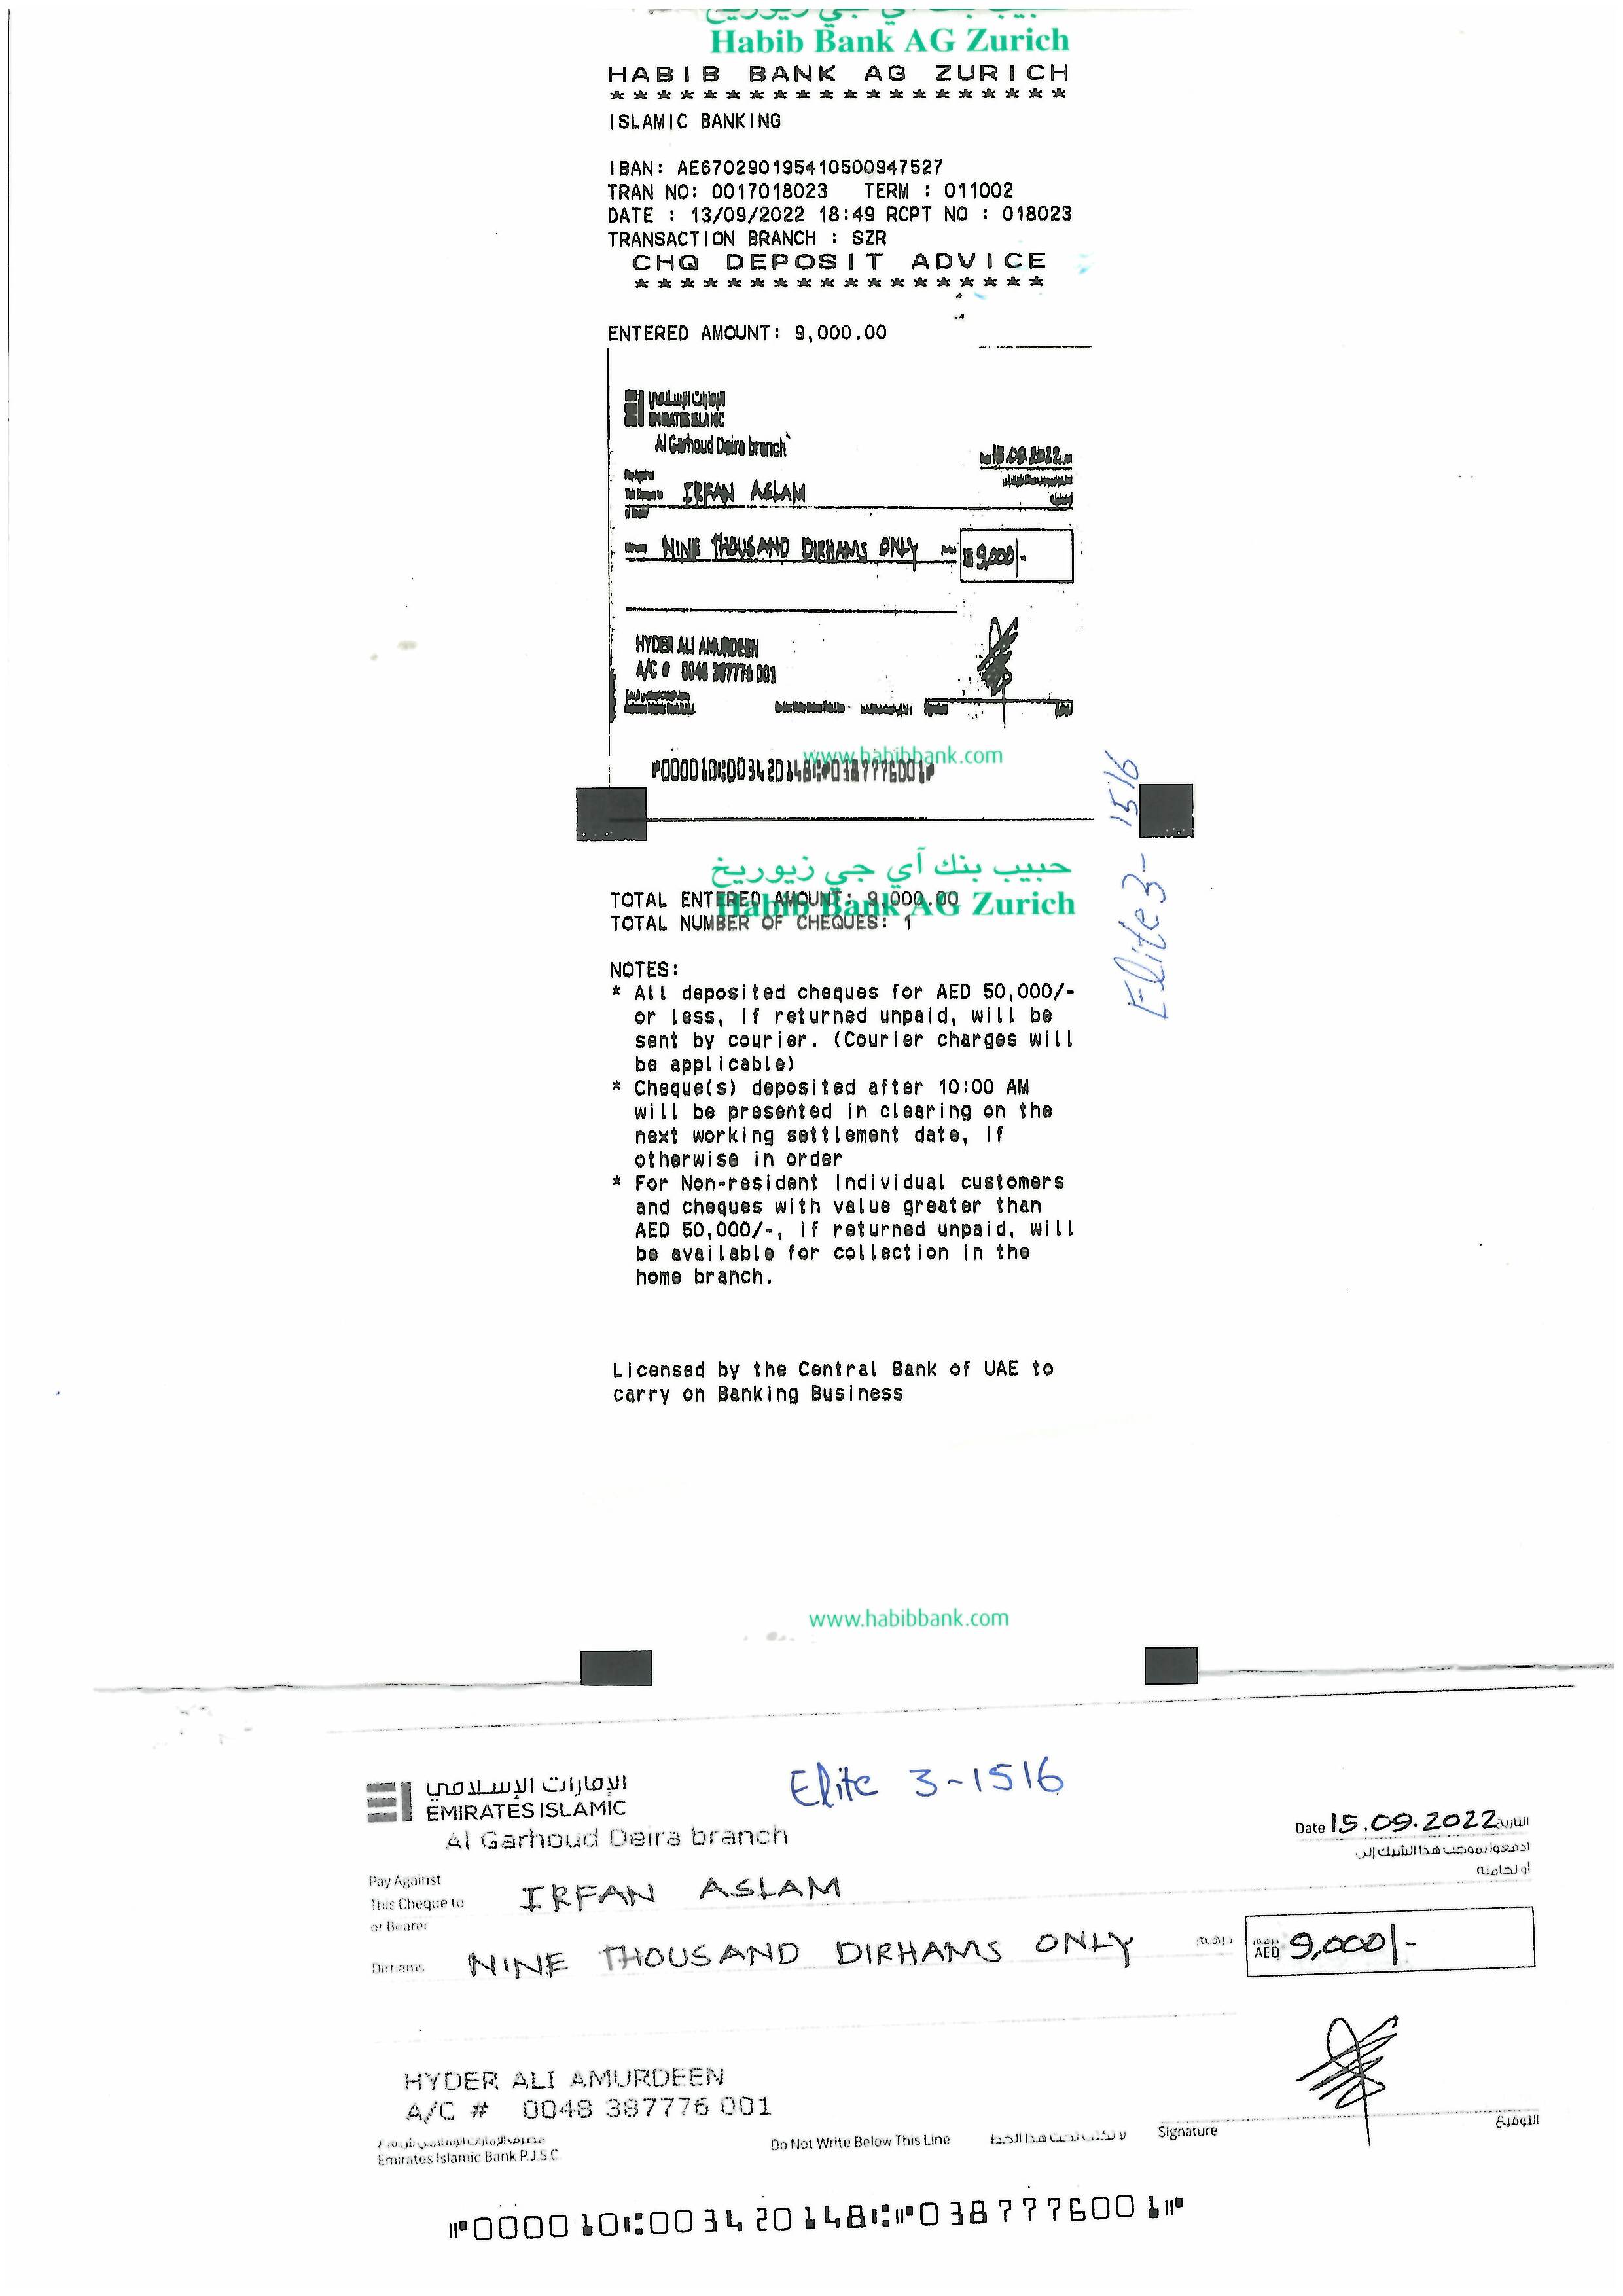 حبيب بنك آي جي زيوريخ
Habib Bank AG Zurich
HABIB BANK AG ZURICH
********************
ISLAMIC BANKING
IBAN: AE670290195410500947527
TRAN NO: 0017018023 TERM : 011002
DATE : 13/09/2022 18:49 RCPT NO : 018023
TRANSACTION BRANCH : SZR
CHQ DEPOSIT ADVICE
******************
ENTERED AMOUNT: 9,000.00
الإمارات الإسلامي
EMIRATES ISLAMIC
Al Garhoud Deira branch
15.09.2022
IRFAN ASLAM
NINE THOUSAND DIRHAMS ONLY
9,000/-
HYDER ALI AMURDEEN
A/C # 0048 387776 001
www.habibbank.com
⑈000010⑆003420148⑆⑈0387776001⑈
Elite 3-1516
حبيب بنك آي جي زيوريخ
Habib Bank AG Zurich
TOTAL ENTERED AMOUNT: 9,000.00
TOTAL NUMBER OF CHEQUES: 1
NOTES:
* All deposited cheques for AED 50,000/-
or less, if returned unpaid, will be
sent by courier. (Courier charges will
be applicable)
* Cheque(s) deposited after 10:00 AM
will be presented in clearing on the
next working settlement date, if
otherwise in order
* For Non-resident Individual customers
and cheques with value greater than
AED 50,000/-, if returned unpaid, will
be available for collection in the
home branch.
Licensed by the Central Bank of UAE to
carry on Banking Business
www.habibbank.com
الإمارات الإسلامي
EMIRATES ISLAMIC
Elite 3-1516
Al Garhoud Deira branch
Date 15.09.2022 التاريخ
ادفعوا بموجب هذا الشيك إلى
أو لحامله
Pay Against
This Cheque to
or Bearer
IRFAN ASLAM
Dirhams NINE THOUSAND DIRHAMS ONLY درهم
درهم
AED 9,000/-
HYDER ALI AMURDEEN
A/C # 0048 387776 001
مصرف الإمارات الإسلامي ش.م.ع
Emirates Islamic Bank P.J.S.C
Do Not Write Below This Line لا تكتب تحت هذا الخط
Signature التوقيع
⑈000010⑆003420148⑆⑈0387776001⑈